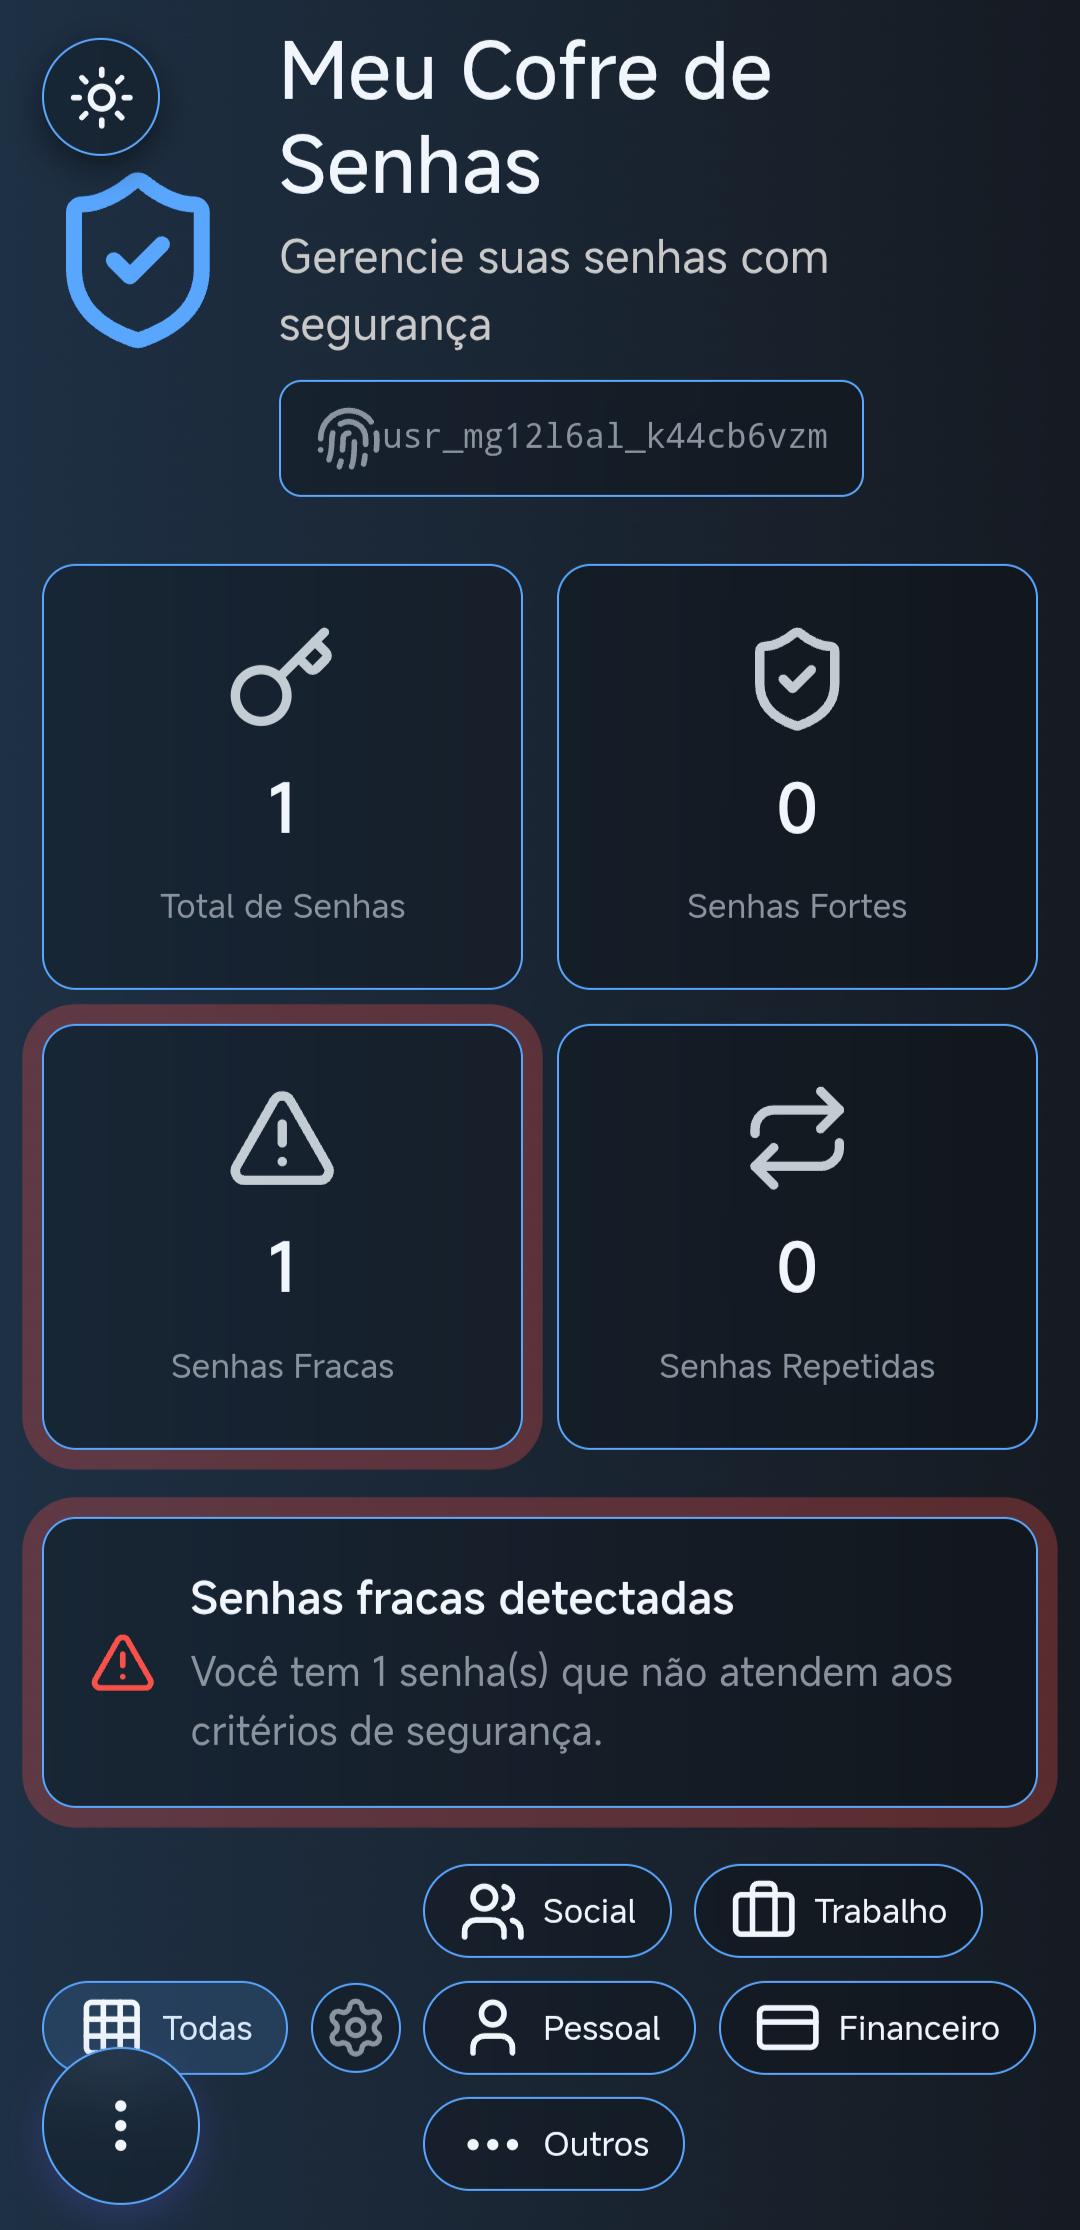 Meu Cofre de
Senhas
Gerencie suas senhas com
segurança
usr_mg12l6al_k44cb6vzm
1
Total de Senhas
0
Senhas Fortes
1
Senhas Fracas
0
Senhas Repetidas
Senhas fracas detectadas
Você tem 1 senha(s) que não atendem aos
critérios de segurança.
Social
Trabalho
Todas
Pessoal
Financeiro
Outros